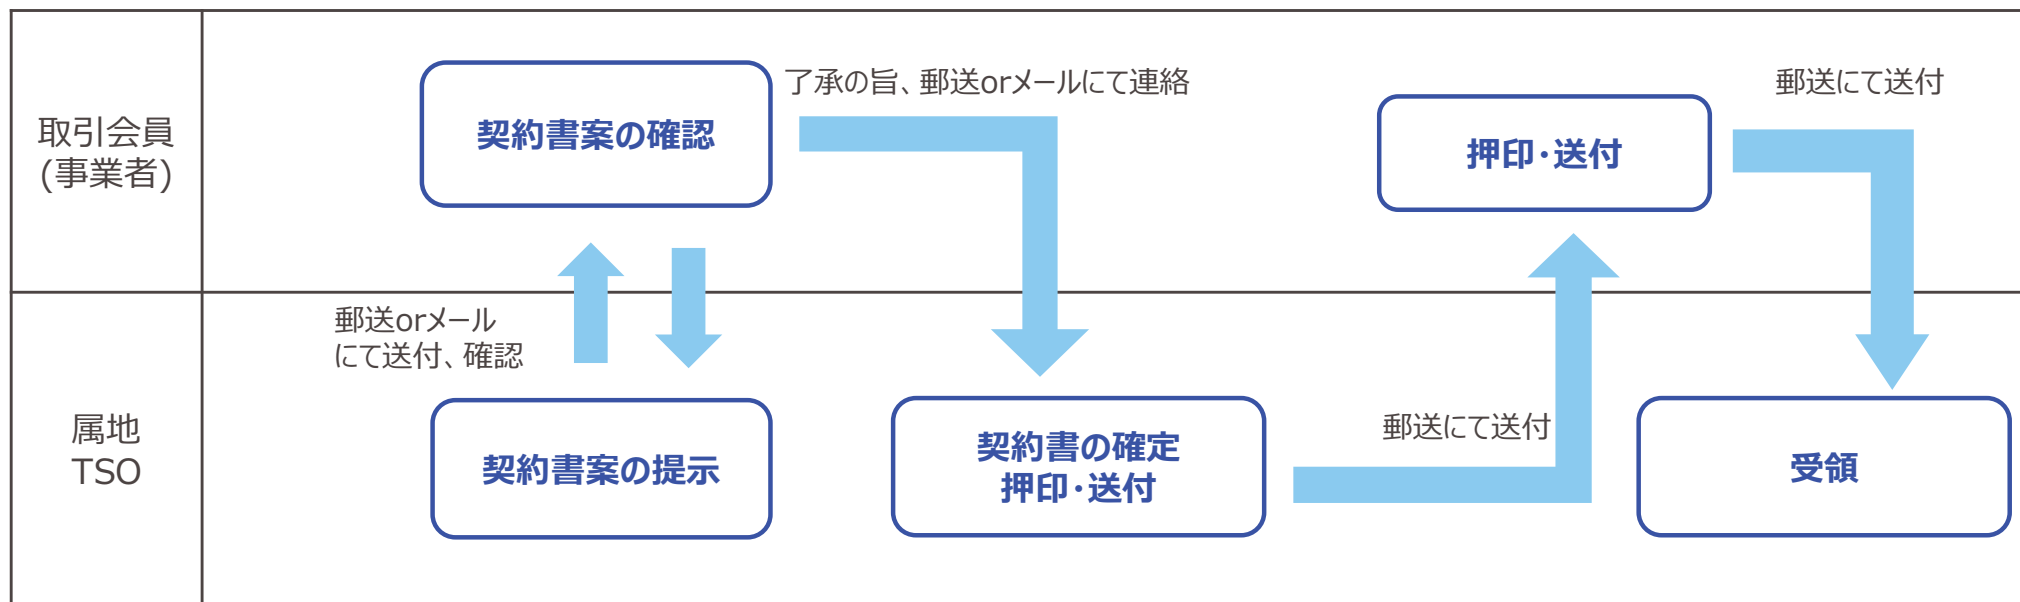 取引会員
(事業者)
契約書案の確認
了承の旨、郵送orメールにて連絡
押印・送付
郵送にて送付
郵送orメール
にて送付、確認
属地
TSO
契約書案の提示
契約書の確定
押印・送付
郵送にて送付
受領